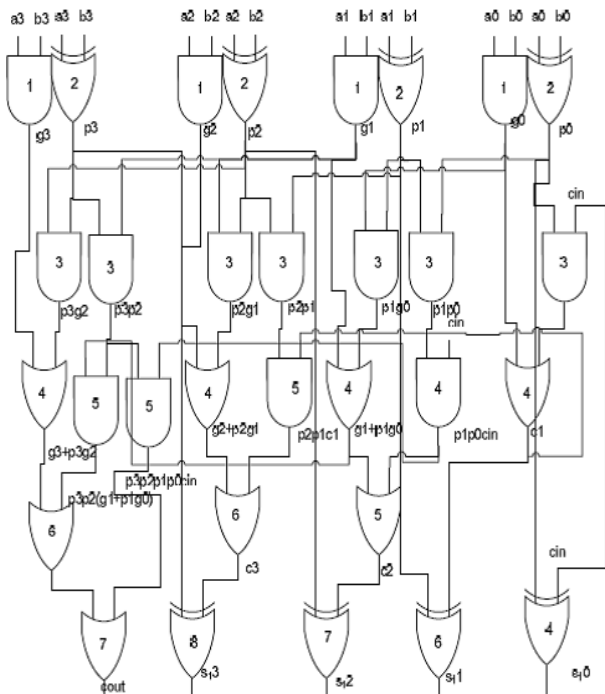 a3 b3 a3 b3 a2 b2 a2 b2 a1 b1 a1 b1 a0 b0 a0 b0
1 2 1 2 1 2 1 2
g3 p3 g2 p2 g1 p1 g0 p0
cin
3 3 3 3 3 3 3
p3g2 p3p2 p2g1 p2p1 p1g0 p1p0
cin
4 5 5 4 5 4 4 4
g3+p3g2 g2+p2g1 p2p1c1 g1+p1g0 p1p0cin c1
p3p2p1p0cin
p3p2(g1+p1g0)
6 6 5
c3 c2 cin
7 8 7 6 4
cout s13 s12 s11 s10